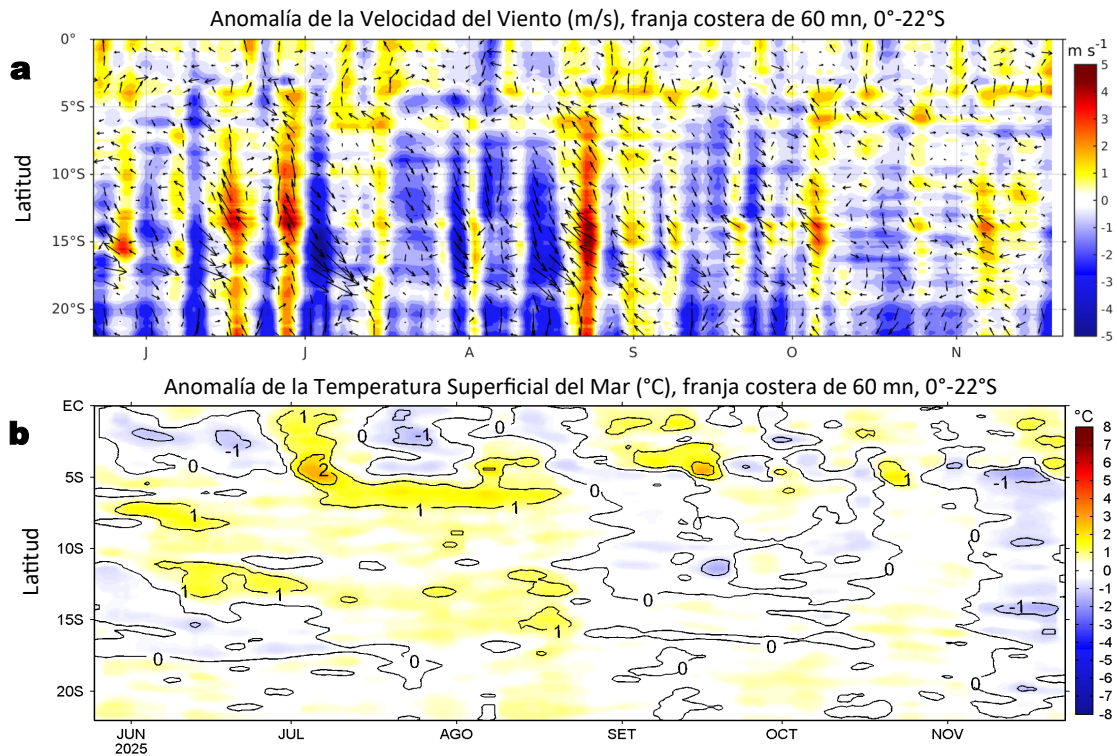 Anomalía de la Velocidad del Viento (m/s), franja costera de 60 mn, 0°-22°S
a
Latitud
0°
5°S
10°S
15°S
20°S
J J A S O N
m s-1
5
4
3
2
1
0
-1
-2
-3
-4
-5
Anomalía de la Temperatura Superficial del Mar (°C), franja costera de 60 mn, 0°-22°S
b
Latitud
EC
5S
10S
15S
20S
1
0
-1
0
-1
0
2
1
1
1
0
1
1
0
0
1
1
0
0
0
1
0
-1
0
-1
0
JUN JUL AGO SET OCT NOV
2025
°C
8
7
6
5
4
3
2
1
0
-1
-2
-3
-4
-5
-6
-7
-8